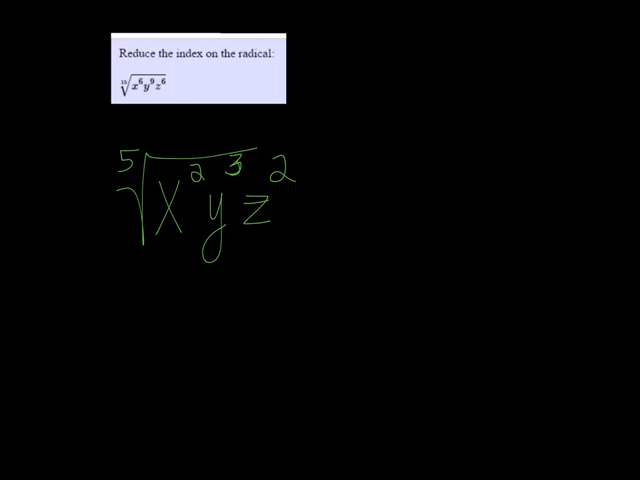 Reduce the index on the radical:
¹⁵√x⁶y⁹z⁶
⁵√x²y³z²